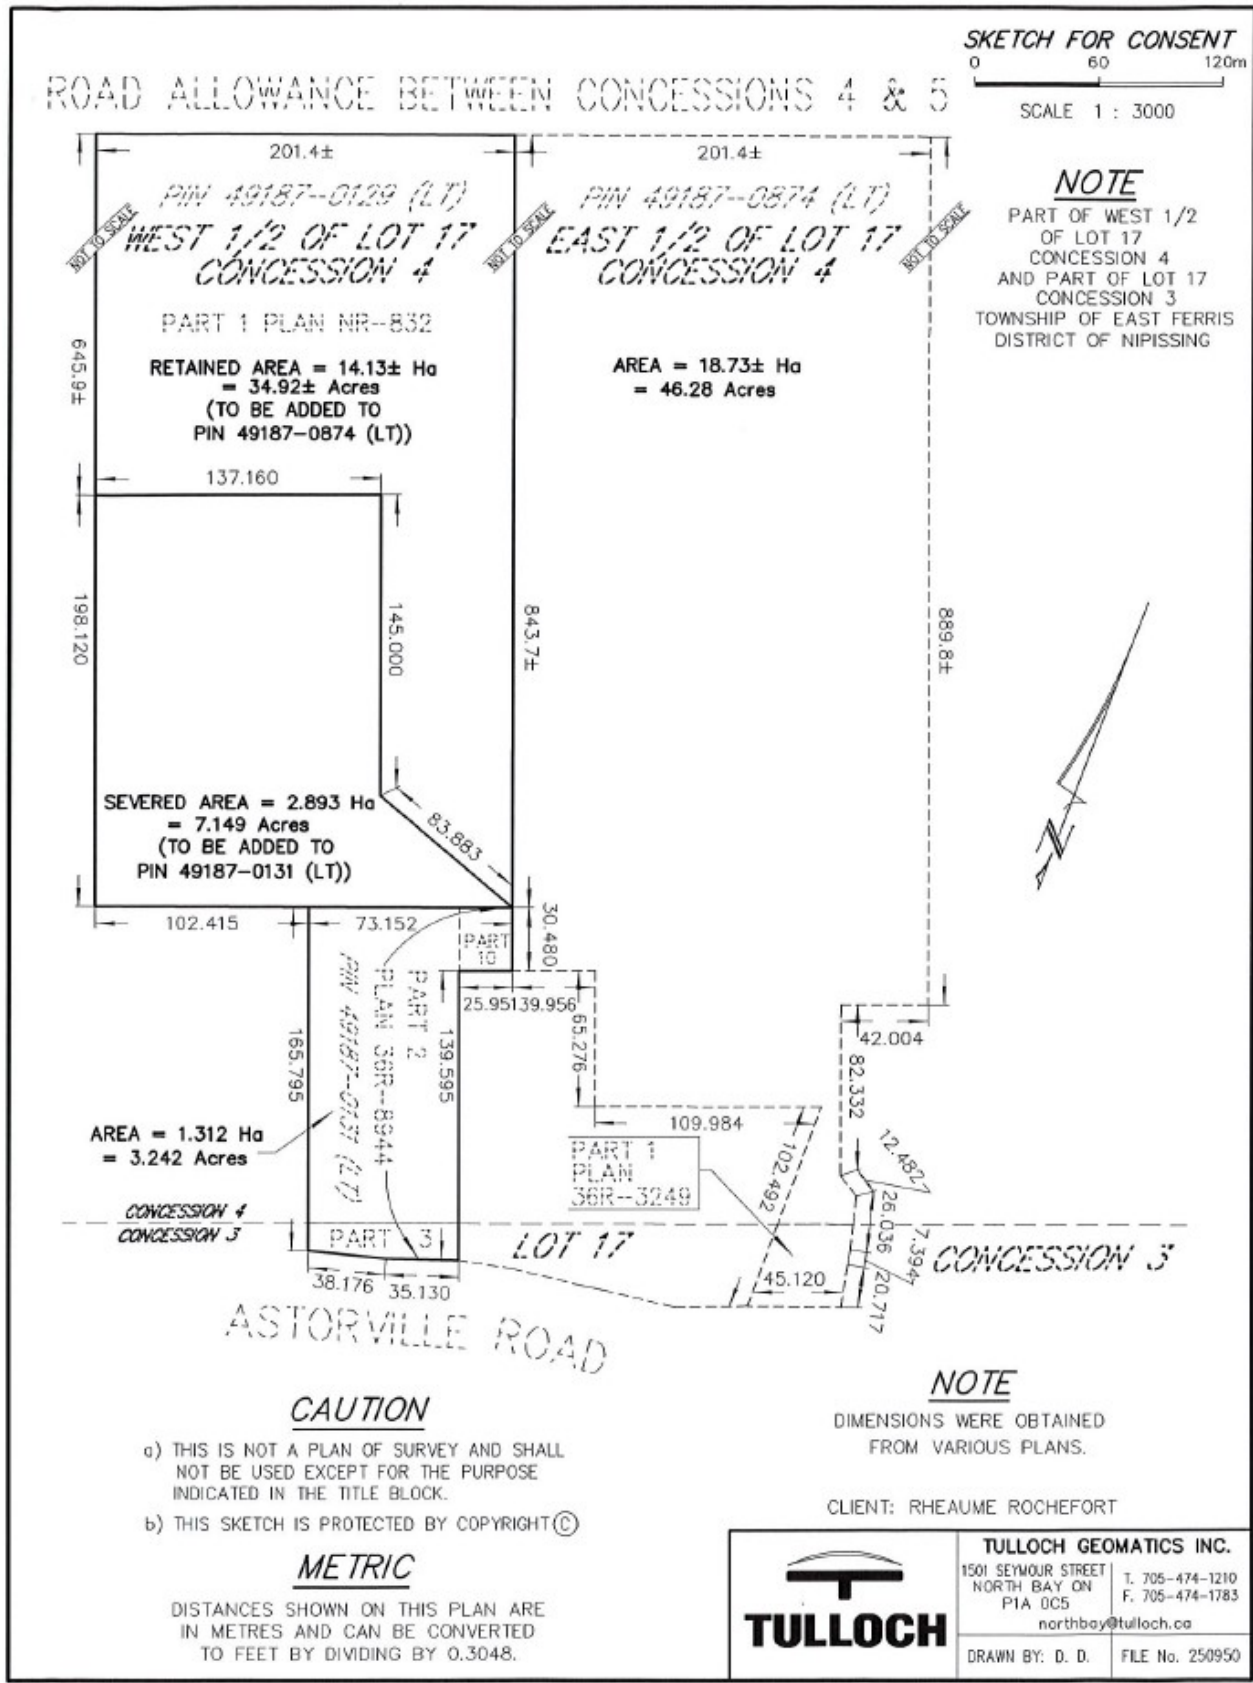 SKETCH FOR CONSENT
0 60 120m
SCALE 1 : 3000
ROAD ALLOWANCE BETWEEN CONCESSIONS 4 & 5
201.4±
201.4±
PIN 49187--0129 (LT)
WEST 1/2 OF LOT 17
CONCESSION 4
PIN 49187--0874 (LT)
EAST 1/2 OF LOT 17
CONCESSION 4
NOT TO SCALE
NOT TO SCALE
NOT TO SCALE
NOTE
PART OF WEST 1/2
OF LOT 17
CONCESSION 4
AND PART OF LOT 17
CONCESSION 3
TOWNSHIP OF EAST FERRIS
DISTRICT OF NIPISSING
PART 1 PLAN NR--832
645.9±
RETAINED AREA = 14.13± Ha
= 34.92± Acres
(TO BE ADDED TO
PIN 49187-0874 (LT))
AREA = 18.73± Ha
= 46.28 Acres
137.160
198.120
145.000
843.7±
889.8±
83.883
N
SEVERED AREA = 2.893 Ha
= 7.149 Acres
(TO BE ADDED TO
PIN 49187-0131 (LT))
102.415
73.152
30.480
PART
10
25.951
39.956
65.276
42.004
82.332
165.795
PIN 49187--0131 (LT)
PLAN 36R--8944
PART 2
139.595
AREA = 1.312 Ha
= 3.242 Acres
109.984
PART 1
PLAN
36R--3249
102.492
12.482
26.036
7.394
20.717
CONCESSION 4
CONCESSION 3
PART 3
LOT 17
CONCESSION 3
45.120
38.176
35.130
ASTORVILLE ROAD
CAUTION
a) THIS IS NOT A PLAN OF SURVEY AND SHALL
NOT BE USED EXCEPT FOR THE PURPOSE
INDICATED IN THE TITLE BLOCK.
b) THIS SKETCH IS PROTECTED BY COPYRIGHT ©
METRIC
DISTANCES SHOWN ON THIS PLAN ARE
IN METRES AND CAN BE CONVERTED
TO FEET BY DIVIDING BY 0.3048.
NOTE
DIMENSIONS WERE OBTAINED
FROM VARIOUS PLANS.
CLIENT: RHEAUME ROCHEFORT
TULLOCH
TULLOCH GEOMATICS INC.
1501 SEYMOUR STREET
NORTH BAY ON
P1A 0C5
T. 705-474-1210
F. 705-474-1783
northbay@tulloch.ca
DRAWN BY: D. D.
FILE No. 250950